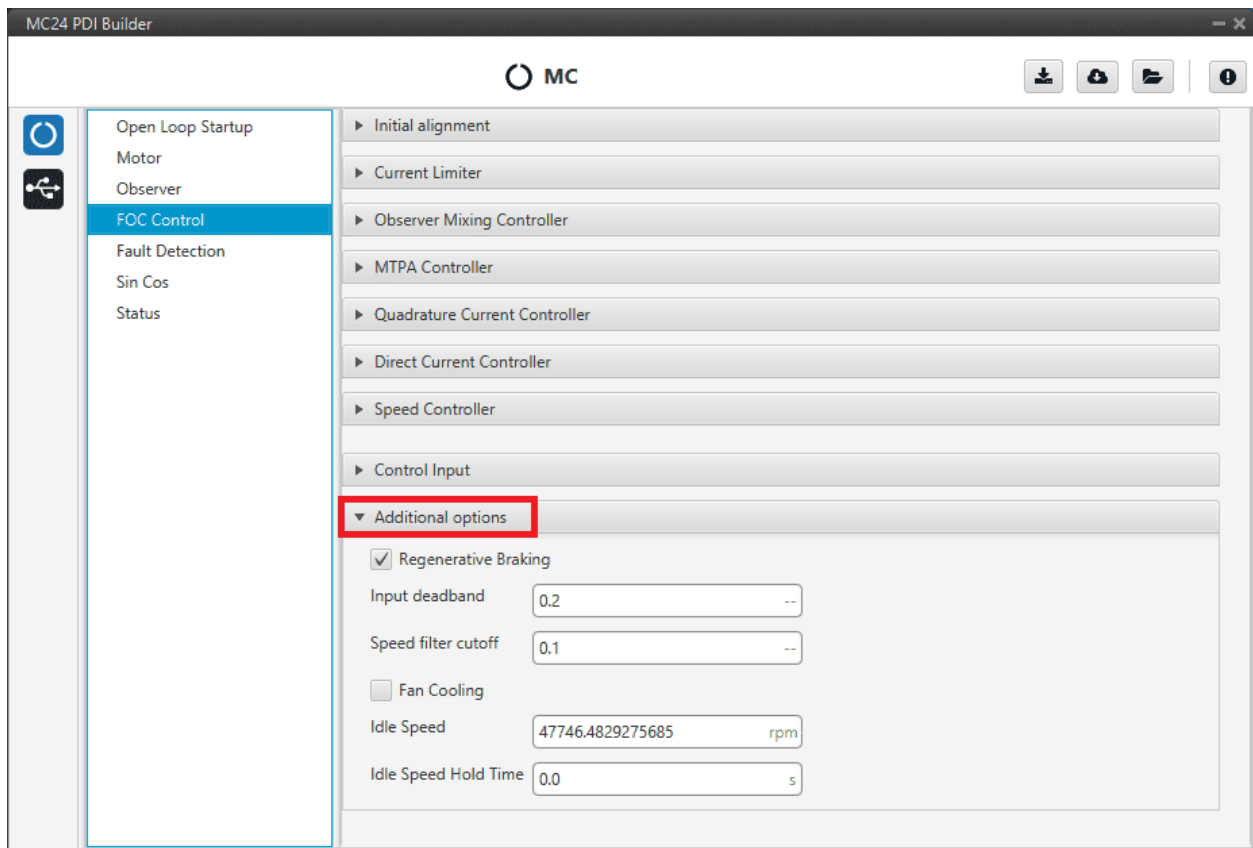 MC24 PDI Builder
MC
Open Loop Startup
Motor
Observer
FOC Control
Fault Detection
Sin Cos
Status
Initial alignment
Current Limiter
Observer Mixing Controller
MTPA Controller
Quadrature Current Controller
Direct Current Controller
Speed Controller
Control Input
Additional options
Regenerative Braking
Input deadband 0.2 --
Speed filter cutoff 0.1 --
Fan Cooling
Idle Speed 47746.4829275685 rpm
Idle Speed Hold Time 0.0 s